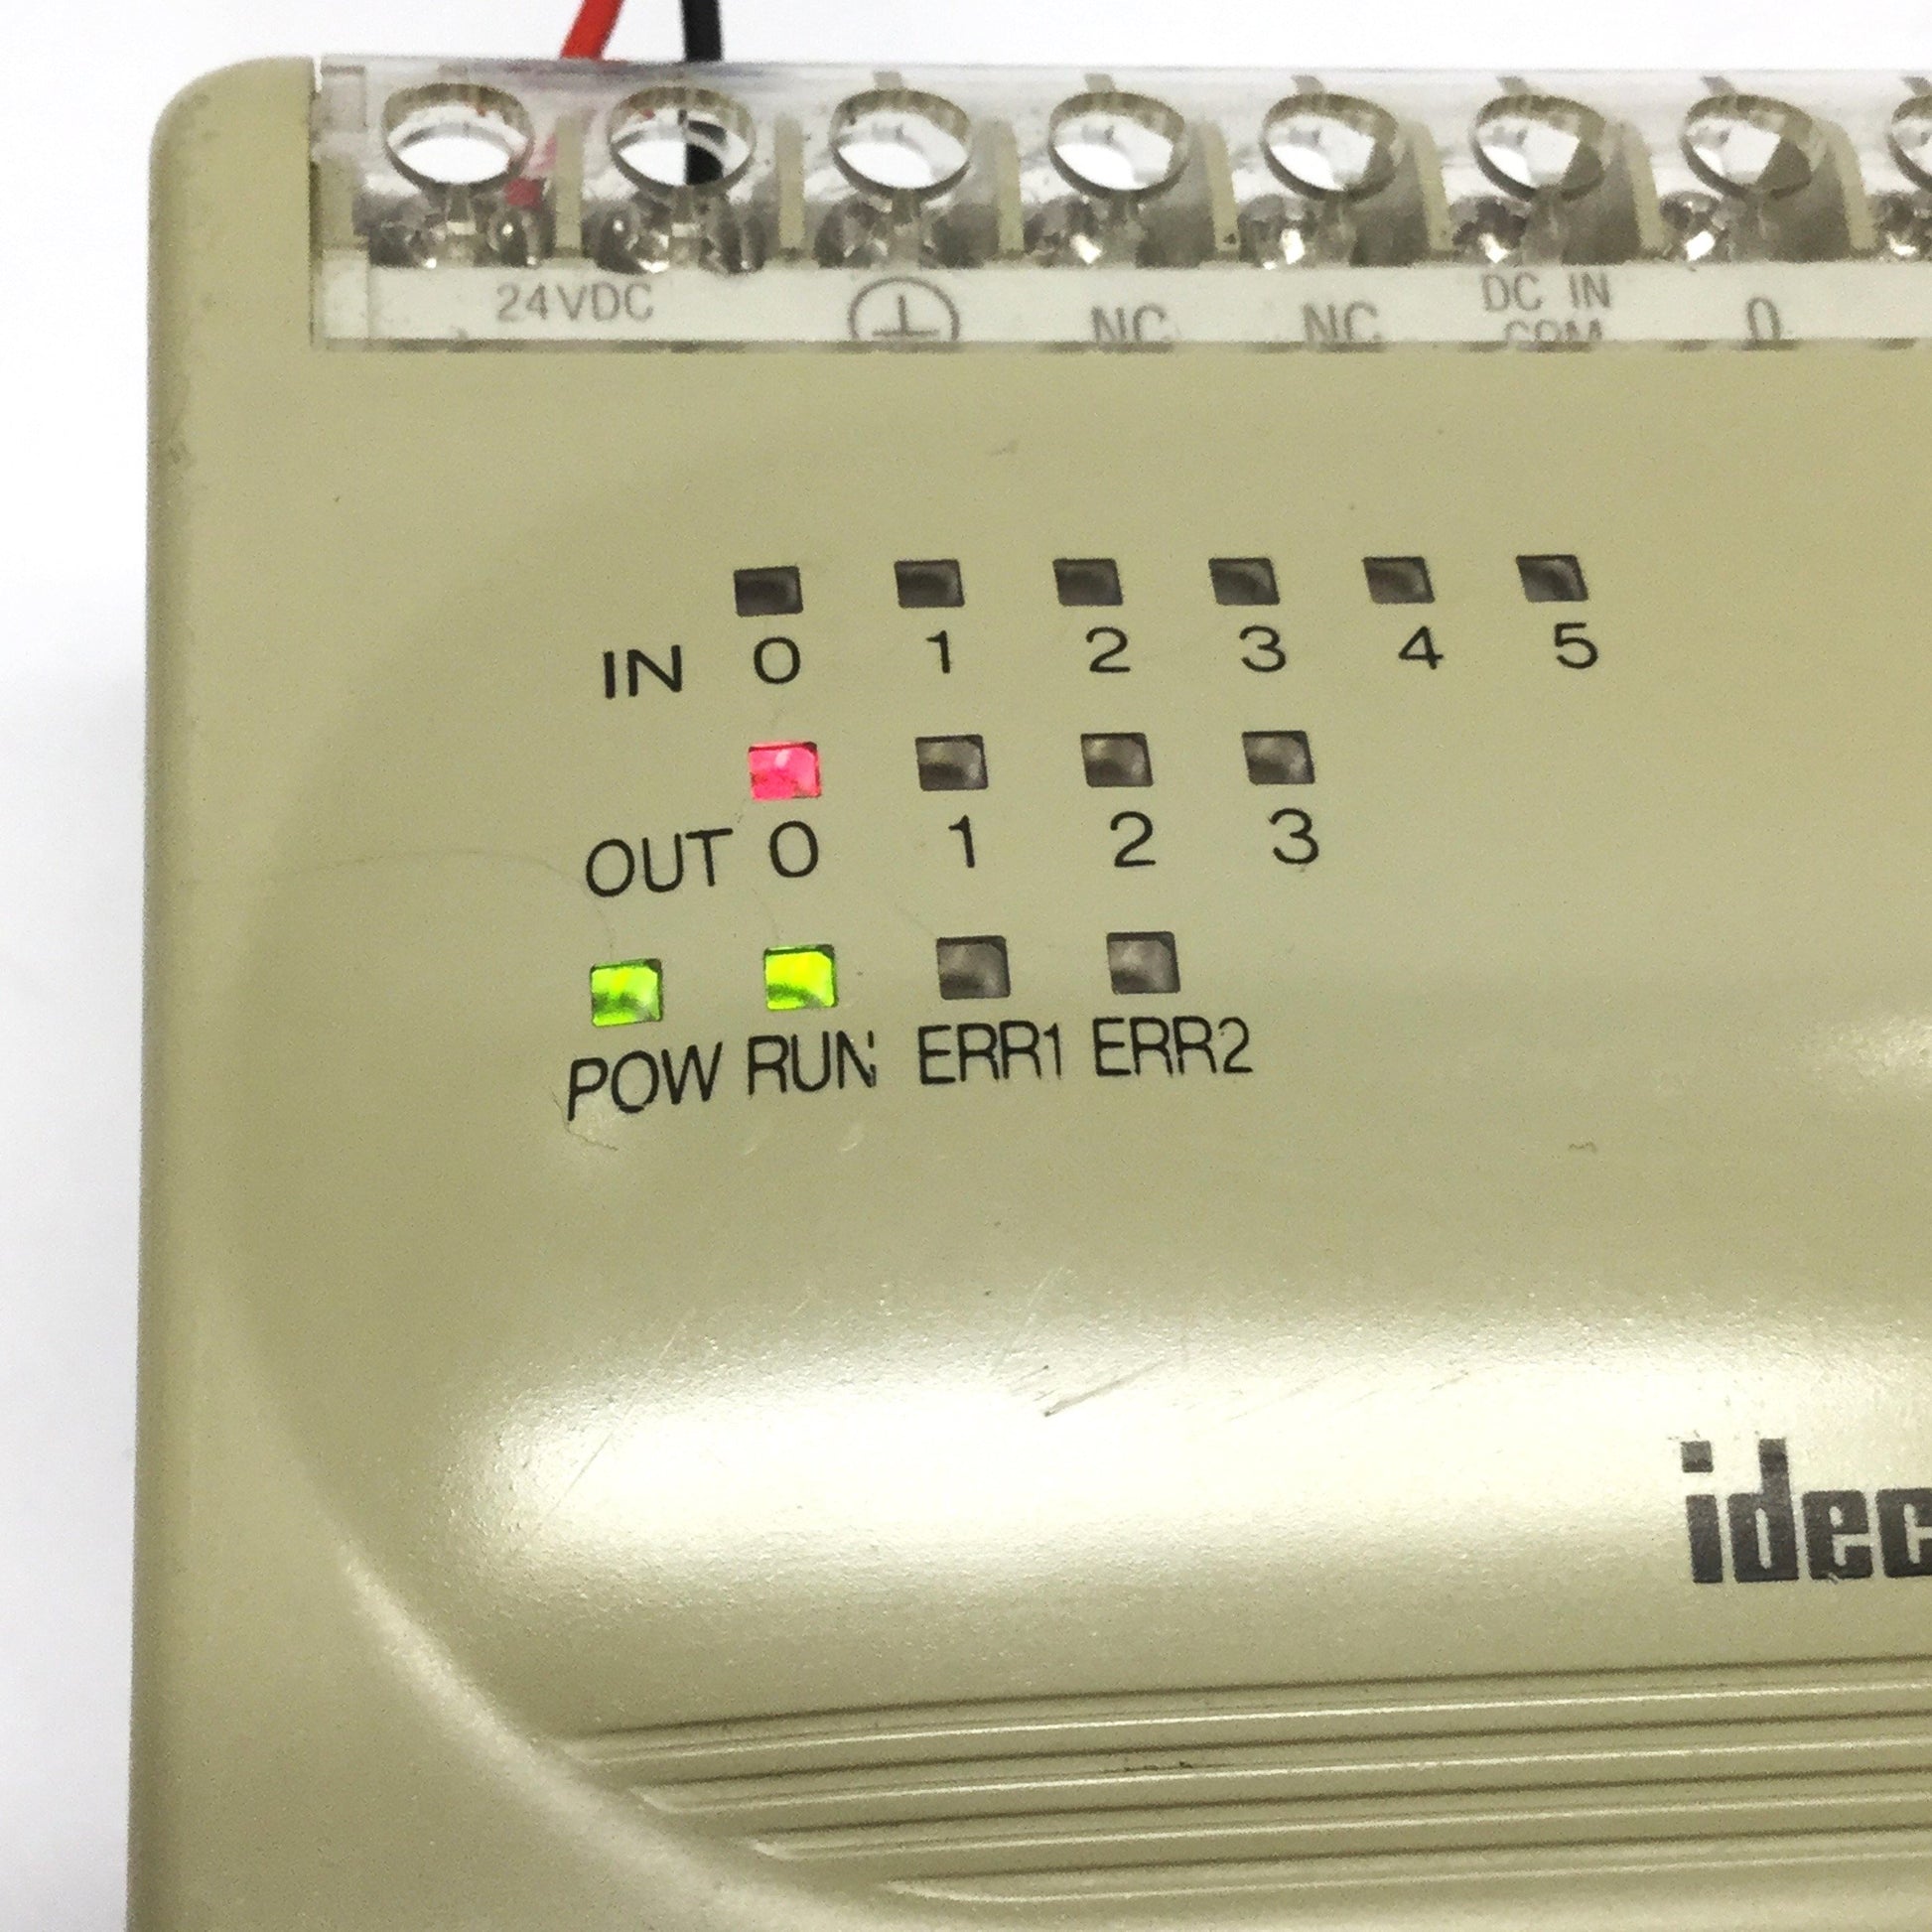 24VDC NC NC DC IN COM 0
IN 0 1 2 3 4 5
OUT 0 1 2 3
POW RUN ERR1 ERR2
idec